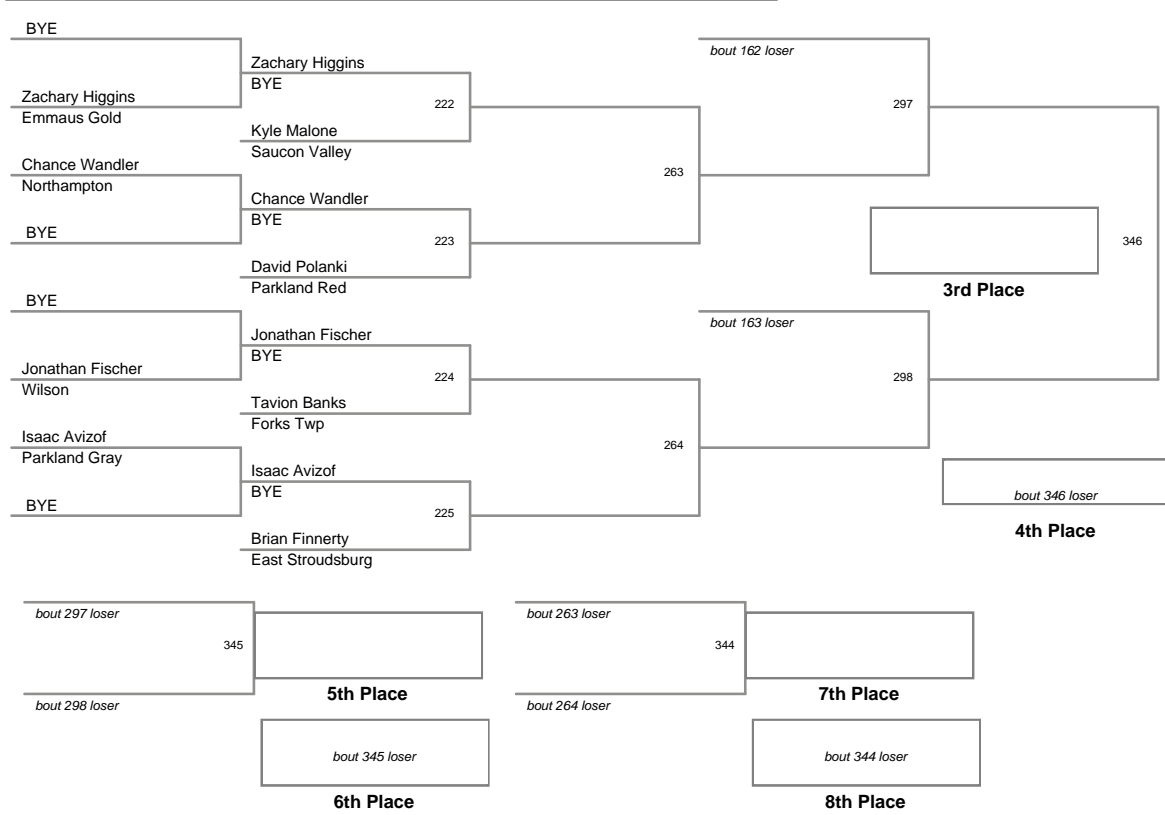 BYE
Zachary Higgins
Emmaus Gold
Chance Wandler
Northampton
BYE
BYE
Jonathan Fischer
Wilson
Isaac Avizof
Parkland Gray
BYE
Zachary Higgins
BYE
222
Kyle Malone
Saucon Valley
Chance Wandler
BYE
223
David Polanki
Parkland Red
Jonathan Fischer
BYE
224
Tavion Banks
Forks Twp
Isaac Avizof
BYE
225
Brian Finnerty
East Stroudsburg
263
264
bout 162 loser
297
bout 163 loser
298
346
3rd Place
bout 346 loser
4th Place
bout 297 loser
345
bout 298 loser
5th Place
bout 345 loser
6th Place
bout 263 loser
344
bout 264 loser
7th Place
bout 344 loser
8th Place